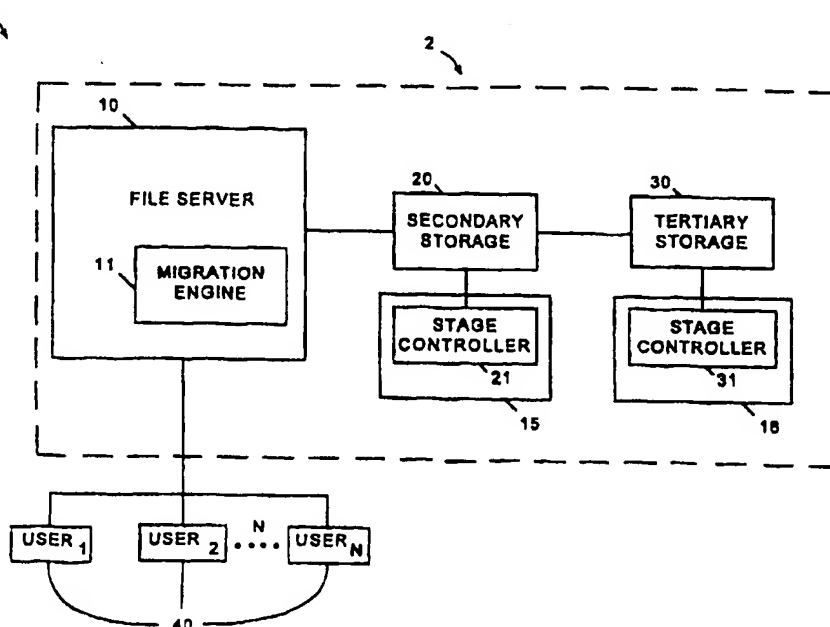 2
10
FILE SERVER
11
MIGRATION
ENGINE
20
SECONDARY
STORAGE
30
TERTIARY
STORAGE
STAGE
CONTROLLER
21
15
STAGE
CONTROLLER
31
16
USER 1
USER 2
N
USER N
40